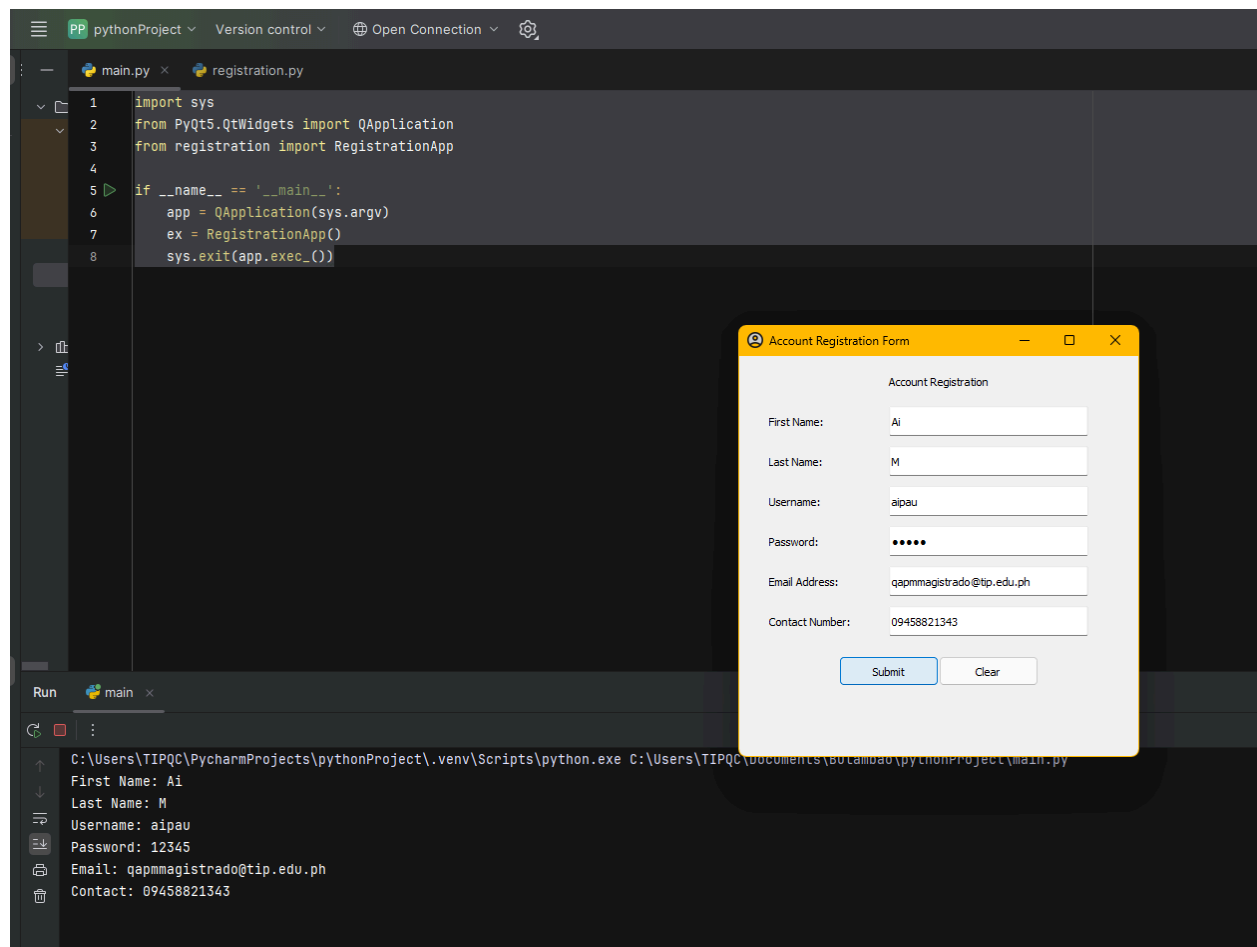 PP pythonProject Version control Open Connection
main.py registration.py
1 import sys
2 from PyQt5.QtWidgets import QApplication
3 from registration import RegistrationApp
4
5 if __name__ == '__main__':
6 app = QApplication(sys.argv)
7 ex = RegistrationApp()
8 sys.exit(app.exec_())
Account Registration Form
Account Registration
First Name: Ai
Last Name: M
Username: aipau
Password: •••••
Email Address: qapmmagistrado@tip.edu.ph
Contact Number: 09458821343
Submit Clear
Run main
C:\Users\TIPQC\PycharmProjects\pythonProject\.venv\Scripts\python.exe C:\Users\TIPQC\Documents\Bulambao\pythonProject\main.py
First Name: Ai
Last Name: M
Username: aipau
Password: 12345
Email: qapmmagistrado@tip.edu.ph
Contact: 09458821343